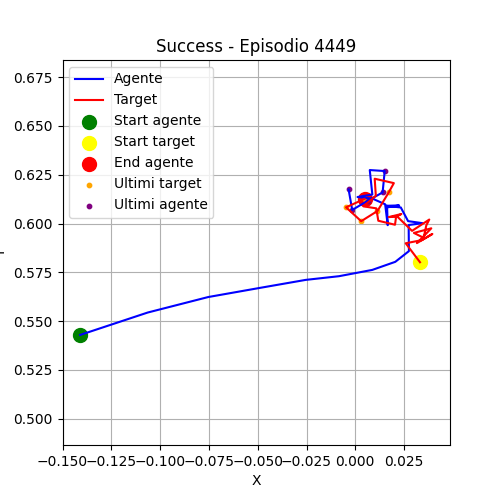 Success - Episodio 4449
Agente
Target
Start agente
Start target
End agente
Ultimi target
Ultimi agente
0.675
0.650
0.625
0.600
0.575
0.550
0.525
0.500
−0.150 −0.125 −0.100 −0.075 −0.050 −0.025 0.000 0.025
X